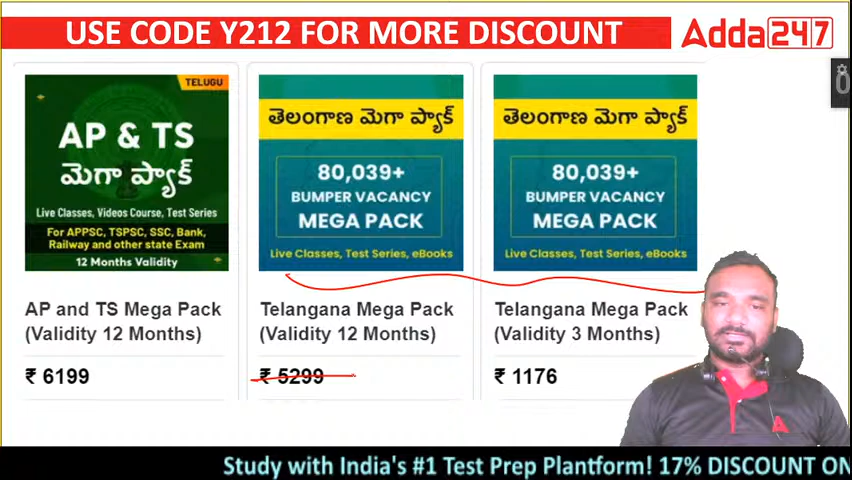 USE CODE Y212 FOR MORE DISCOUNT
Adda247
TELUGU
AP & TS
మెగా ప్యాక్
Live Classes, Videos Course, Test Series
For APPSC, TSPSC, SSC, Bank,
Railway and other state Exam
12 Months Validity
AP and TS Mega Pack
(Validity 12 Months)
₹ 6199
తెలంగాణ మెగా ప్యాక్
80,039+
BUMPER VACANCY
MEGA PACK
Live Classes, Test Series, eBooks
Telangana Mega Pack
(Validity 12 Months)
₹ 5299
తెలంగాణ మెగా ప్యాక్
80,039+
BUMPER VACANCY
MEGA PACK
Live Classes, Test Series, eBooks
Telangana Mega Pack
(Validity 3 Months)
₹ 1176
Study with India's #1 Test Prep Plantform! 17% DISCOUNT ON